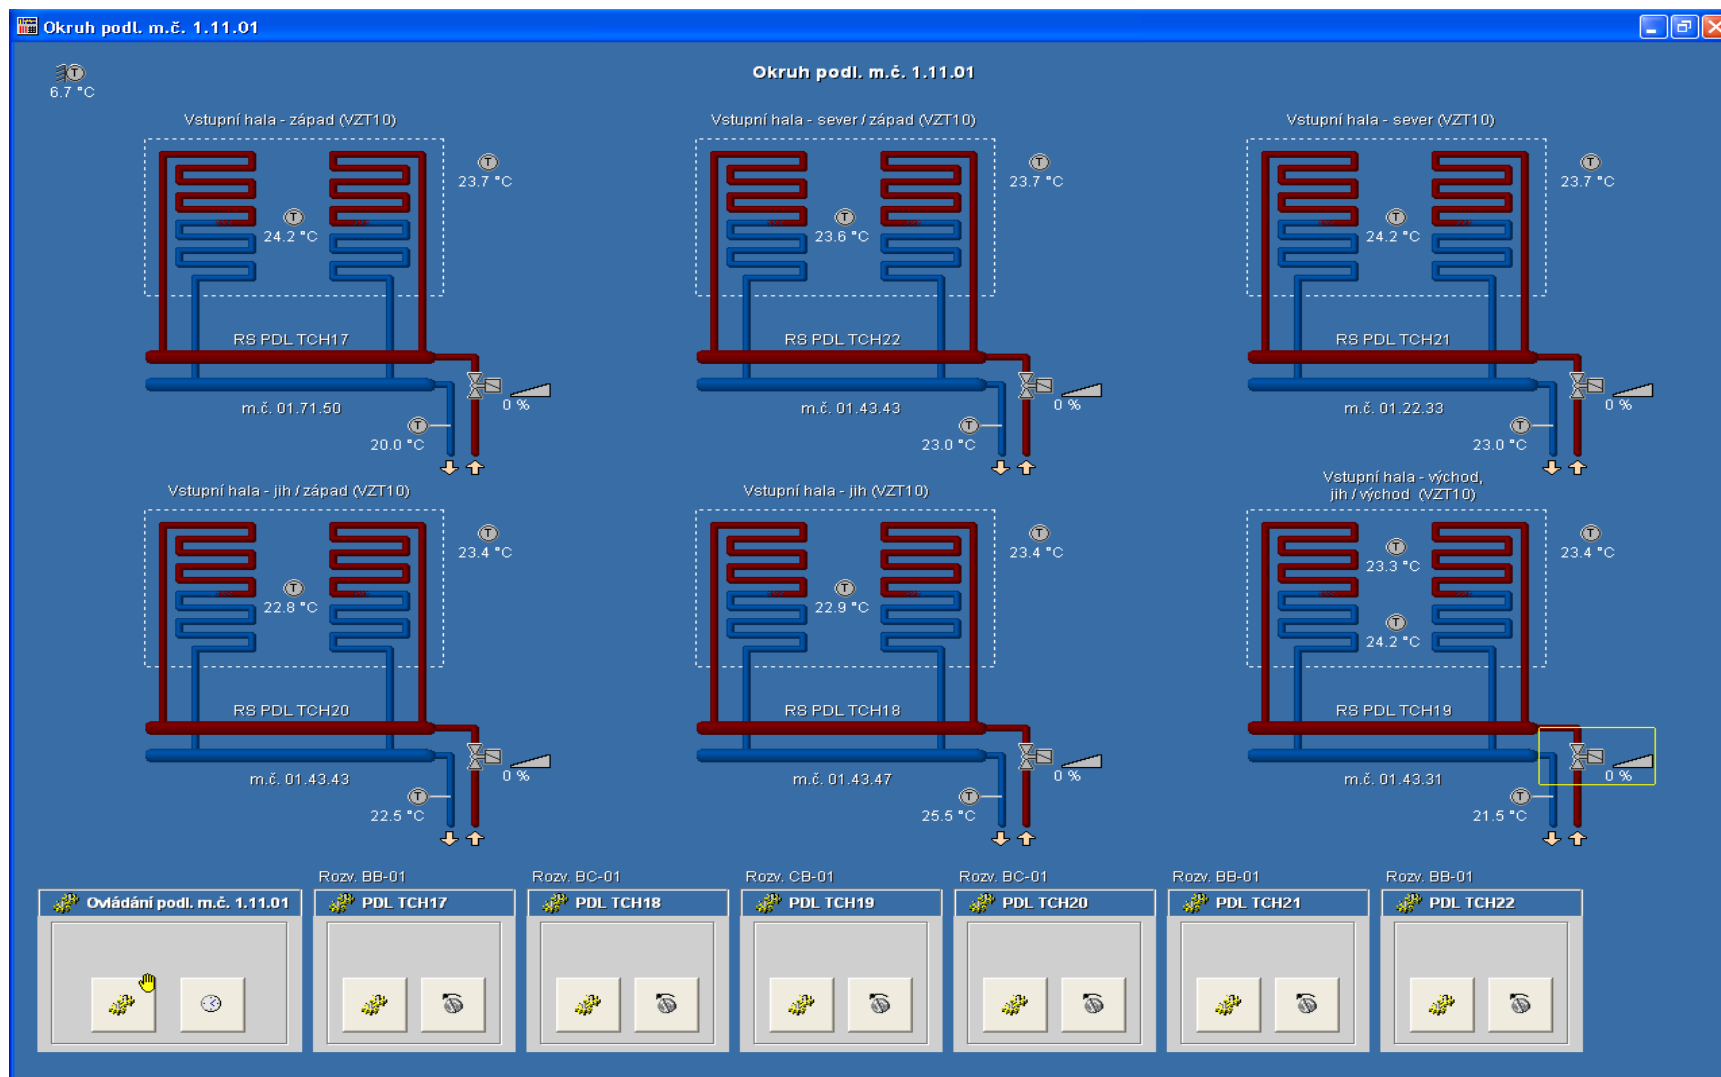 Okruh podl. m.č. 1.11.01
Okruh podl. m.č. 1.11.01
T
6.7 °C
Vstupní hala - západ (VZT10)
T
23.7 °C
T
24.2 °C
RS PDL TCH17
0 %
m.č. 01.71.50
T
20.0 °C
Vstupní hala - sever / západ (VZT10)
T
23.7 °C
T
23.6 °C
RS PDL TCH22
0 %
m.č. 01.43.43
T
23.0 °C
Vstupní hala - sever (VZT10)
T
23.7 °C
T
24.2 °C
RS PDL TCH21
0 %
m.č. 01.22.33
T
23.0 °C
Vstupní hala - jih / západ (VZT10)
T
23.4 °C
T
22.8 °C
RS PDL TCH20
0 %
m.č. 01.43.43
T
22.5 °C
Vstupní hala - jih (VZT10)
T
23.4 °C
T
22.9 °C
RS PDL TCH18
0 %
m.č. 01.43.47
T
25.5 °C
Vstupní hala - východ,
jih / východ (VZT10)
T
23.4 °C
T
23.3 °C
T
24.2 °C
RS PDL TCH19
0 %
m.č. 01.43.31
T
21.5 °C
Ovládání podl. m.č. 1.11.01
Rozv. BB-01
PDL TCH17
Rozv. BC-01
PDL TCH18
Rozv. CB-01
PDL TCH19
Rozv. BC-01
PDL TCH20
Rozv. BB-01
PDL TCH21
Rozv. BB-01
PDL TCH22